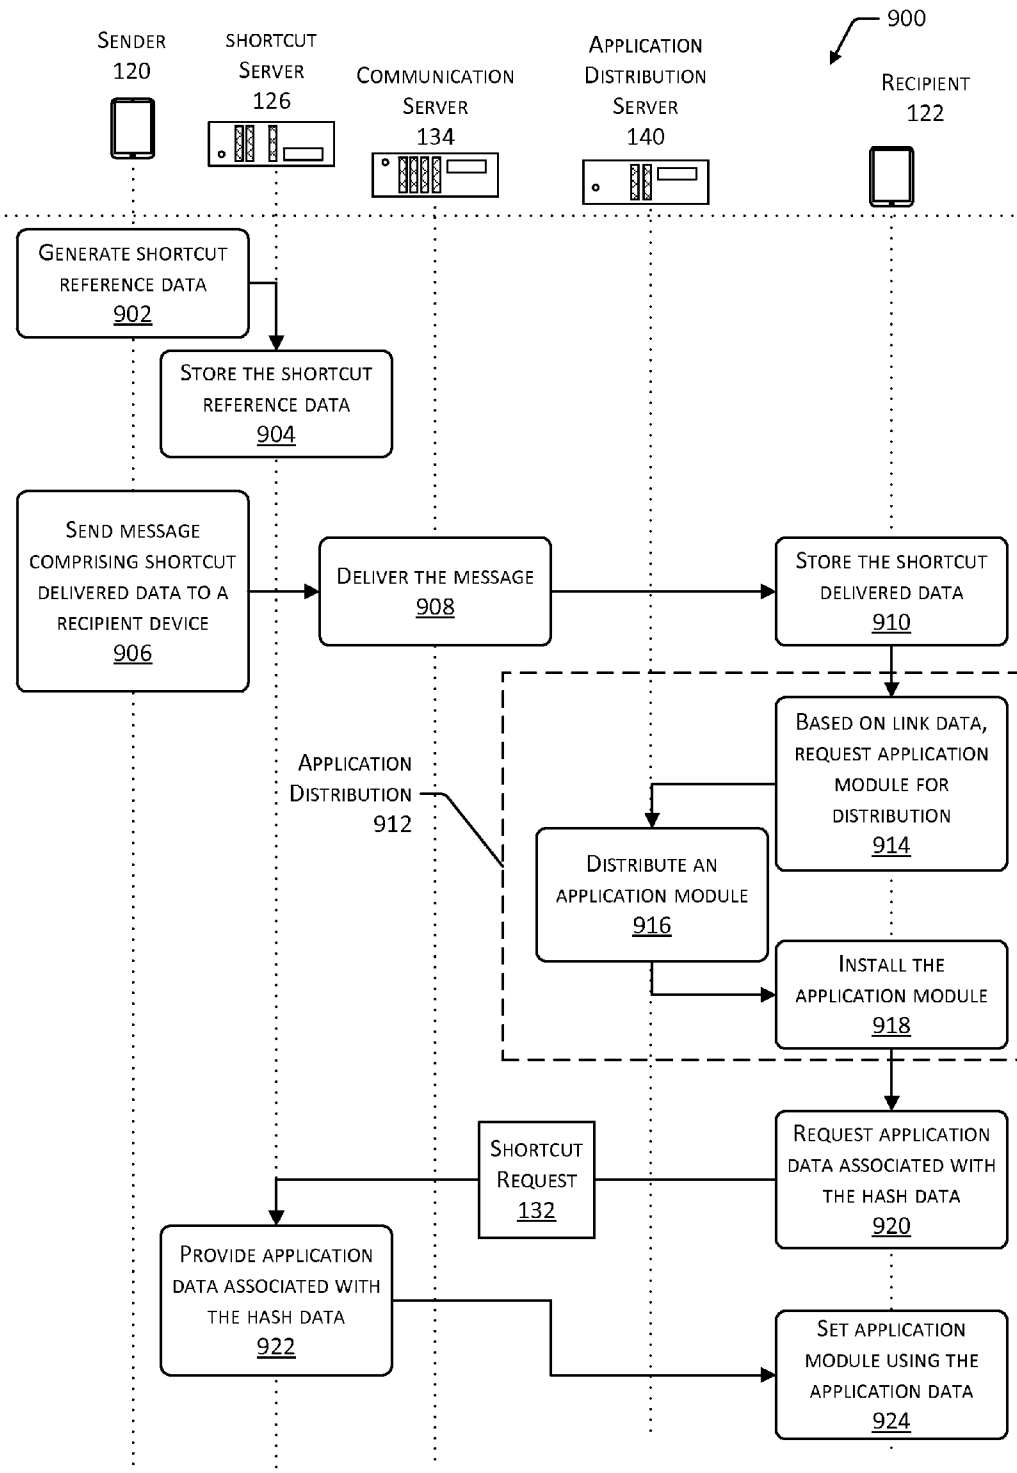 900
SENDER
120
SHORTCUT
SERVER
126
COMMUNICATION
SERVER
134
APPLICATION
DISTRIBUTION
SERVER
140
RECIPIENT
122
GENERATE SHORTCUT
REFERENCE DATA
902
STORE THE SHORTCUT
REFERENCE DATA
904
SEND MESSAGE
COMPRISING SHORTCUT
DELIVERED DATA TO A
RECIPIENT DEVICE
906
DELIVER THE MESSAGE
908
STORE THE SHORTCUT
DELIVERED DATA
910
APPLICATION
DISTRIBUTION
912
BASED ON LINK DATA,
REQUEST APPLICATION
MODULE FOR
DISTRIBUTION
914
DISTRIBUTE AN
APPLICATION MODULE
916
INSTALL THE
APPLICATION MODULE
918
REQUEST APPLICATION
DATA ASSOCIATED WITH
THE HASH DATA
920
SHORTCUT
REQUEST
132
PROVIDE APPLICATION
DATA ASSOCIATED WITH
THE HASH DATA
922
SET APPLICATION
MODULE USING THE
APPLICATION DATA
924